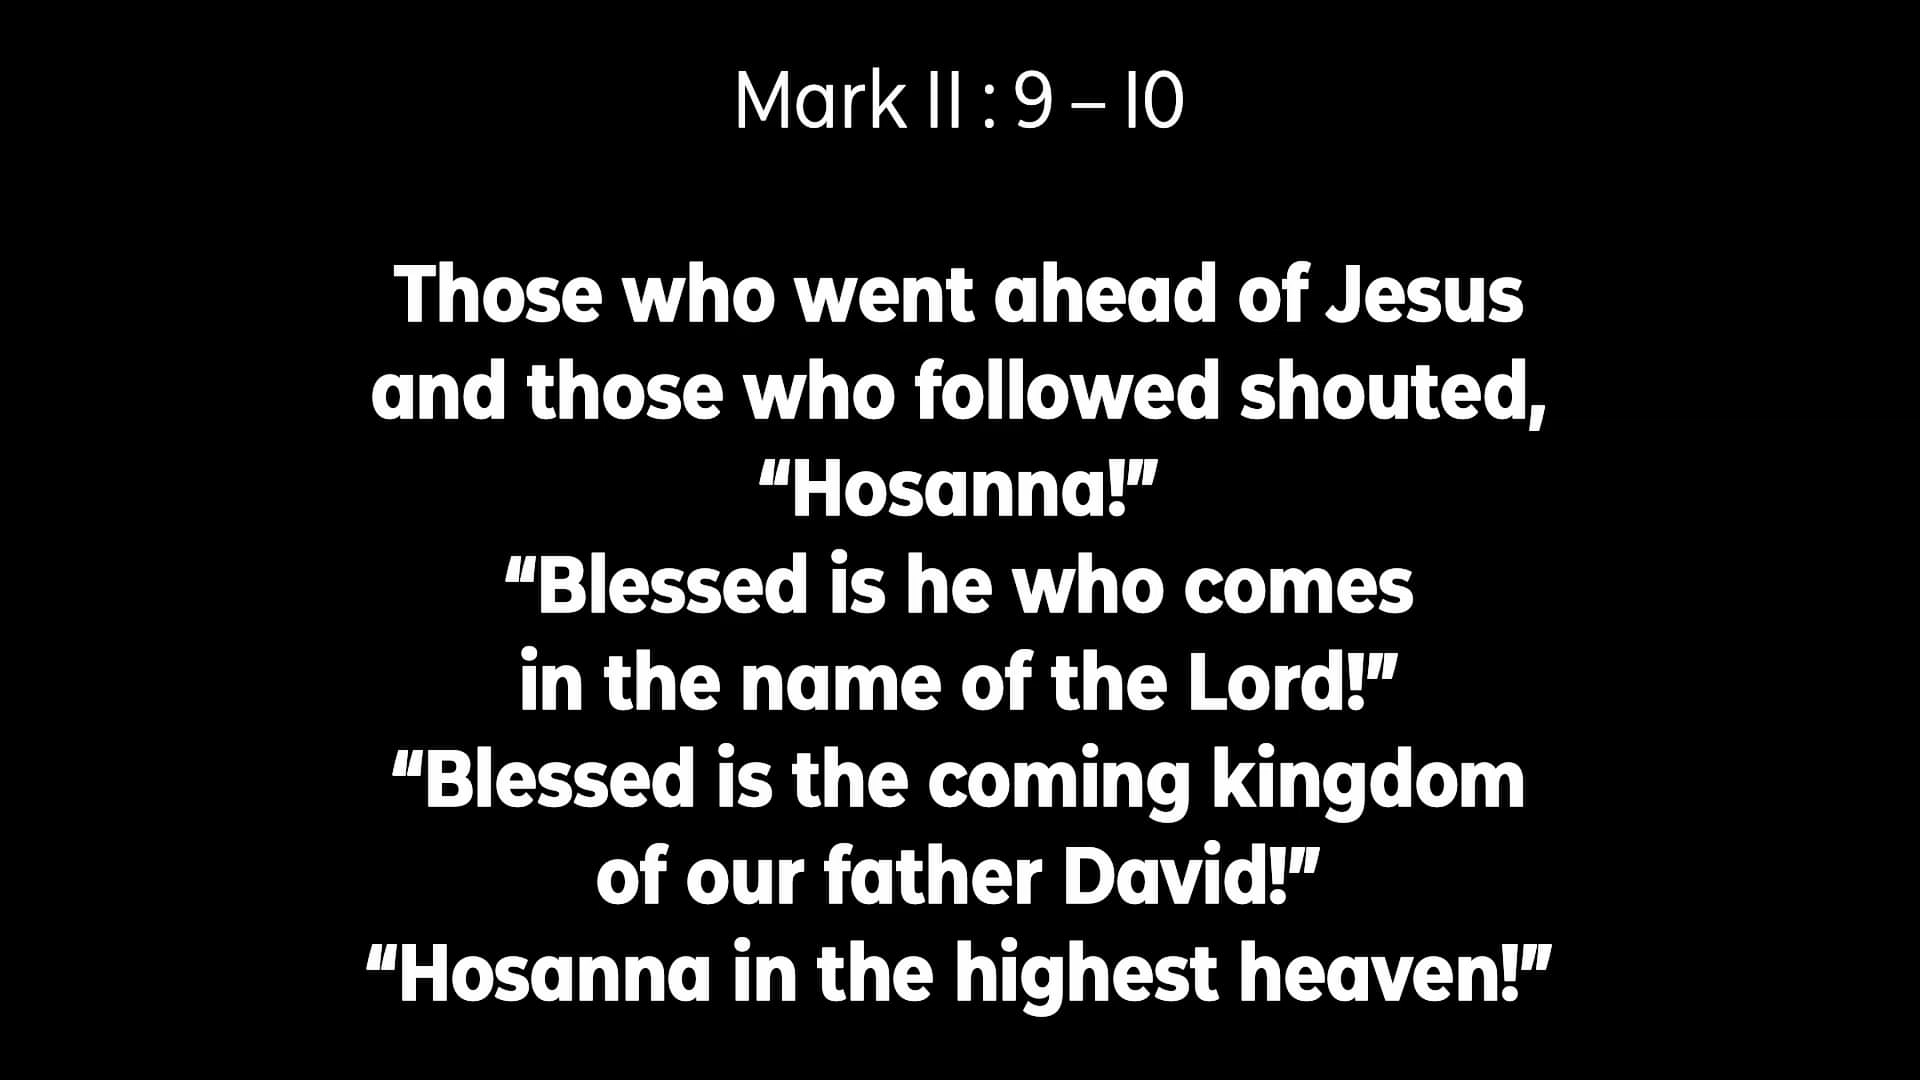 Mark 11 : 9 – 10
Those who went ahead of Jesus
and those who followed shouted,
“Hosanna!”
“Blessed is he who comes
in the name of the Lord!”
“Blessed is the coming kingdom
of our father David!”
“Hosanna in the highest heaven!”